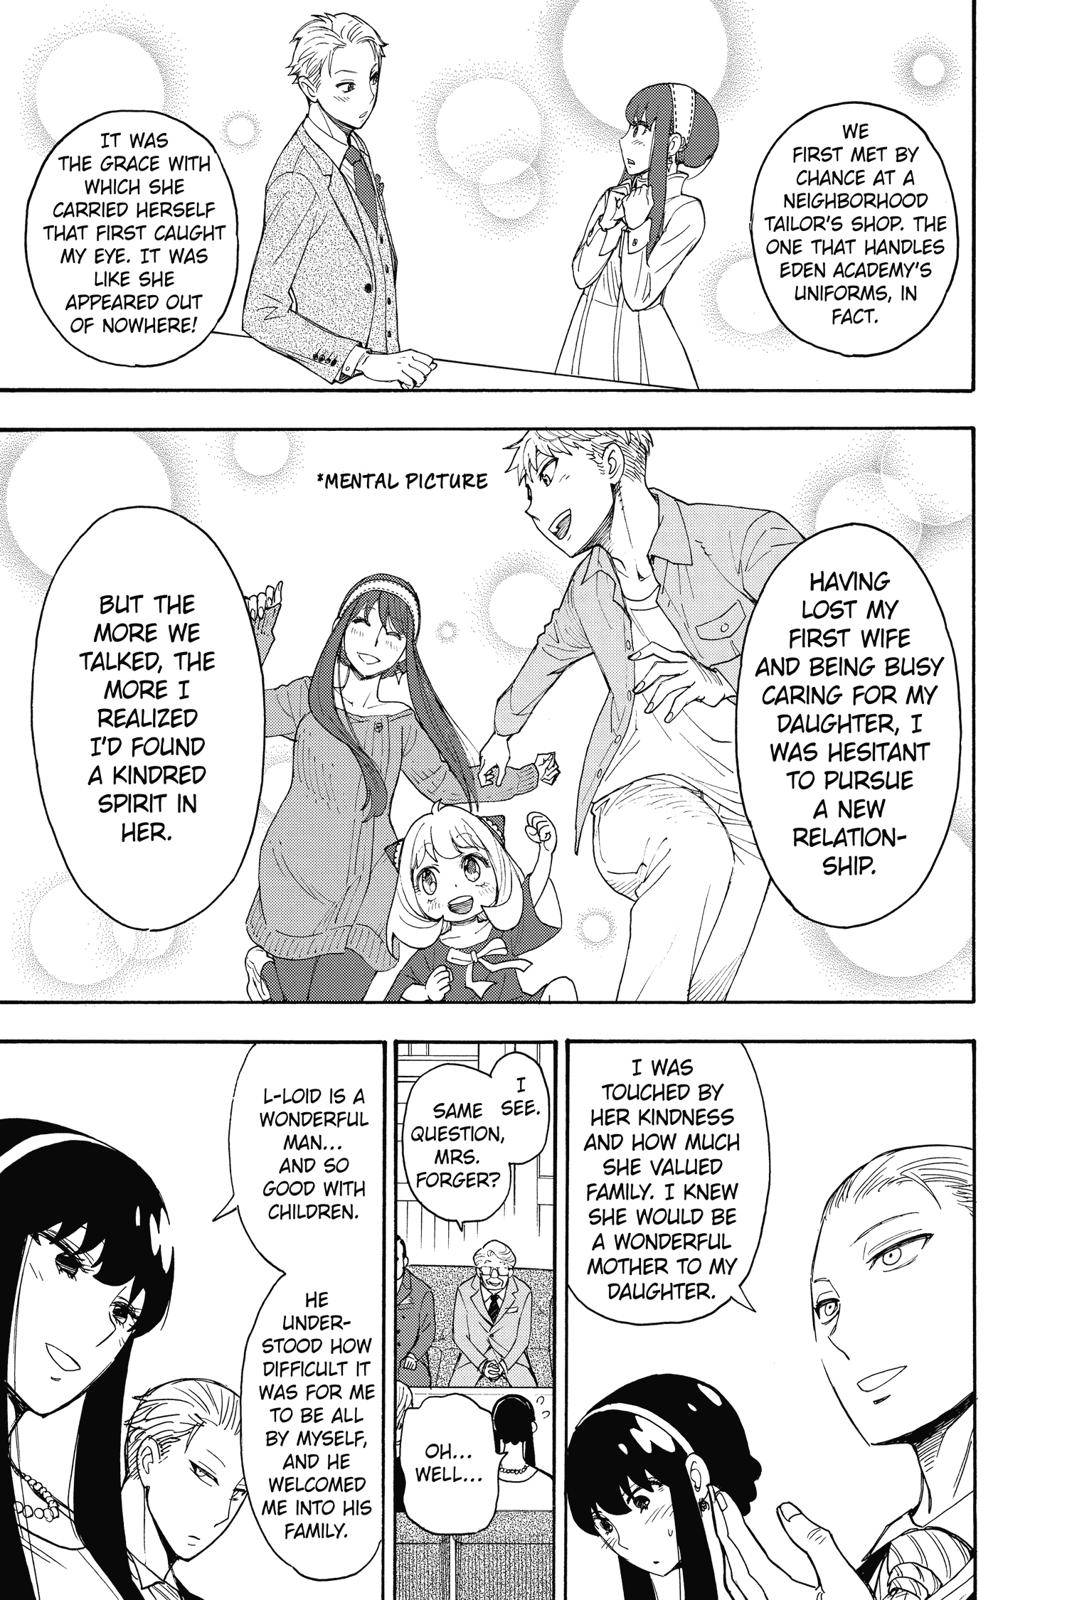 WE
FIRST MET BY
CHANCE AT A
NEIGHBORHOOD
TAILOR'S SHOP. THE
ONE THAT HANDLES
EDEN ACADEMY'S
UNIFORMS, IN
FACT.
IT WAS
THE GRACE WITH
WHICH SHE
CARRIED HERSELF
THAT FIRST CAUGHT
MY EYE. IT WAS
LIKE SHE
APPEARED OUT
OF NOWHERE!
*MENTAL PICTURE
HAVING
LOST MY
FIRST WIFE
AND BEING BUSY
CARING FOR MY
DAUGHTER, I
WAS HESITANT
TO PURSUE
A NEW
RELATION-
SHIP.
BUT THE
MORE WE
TALKED, THE
MORE I
REALIZED
I'D FOUND
A KINDRED
SPIRIT IN
HER.
I WAS
TOUCHED BY
HER KINDNESS
AND HOW MUCH
SHE VALUED
FAMILY. I KNEW
SHE WOULD BE
A WONDERFUL
MOTHER TO MY
DAUGHTER.
I
SEE.
SAME
QUESTION,
MRS.
FORGER?
OH...
WELL...
L-LOID IS A
WONDERFUL
MAN...
AND SO
GOOD WITH
CHILDREN.
HE
UNDER-
STOOD HOW
DIFFICULT IT
WAS FOR ME
TO BE ALL
BY MYSELF,
AND HE
WELCOMED
ME INTO HIS
FAMILY.